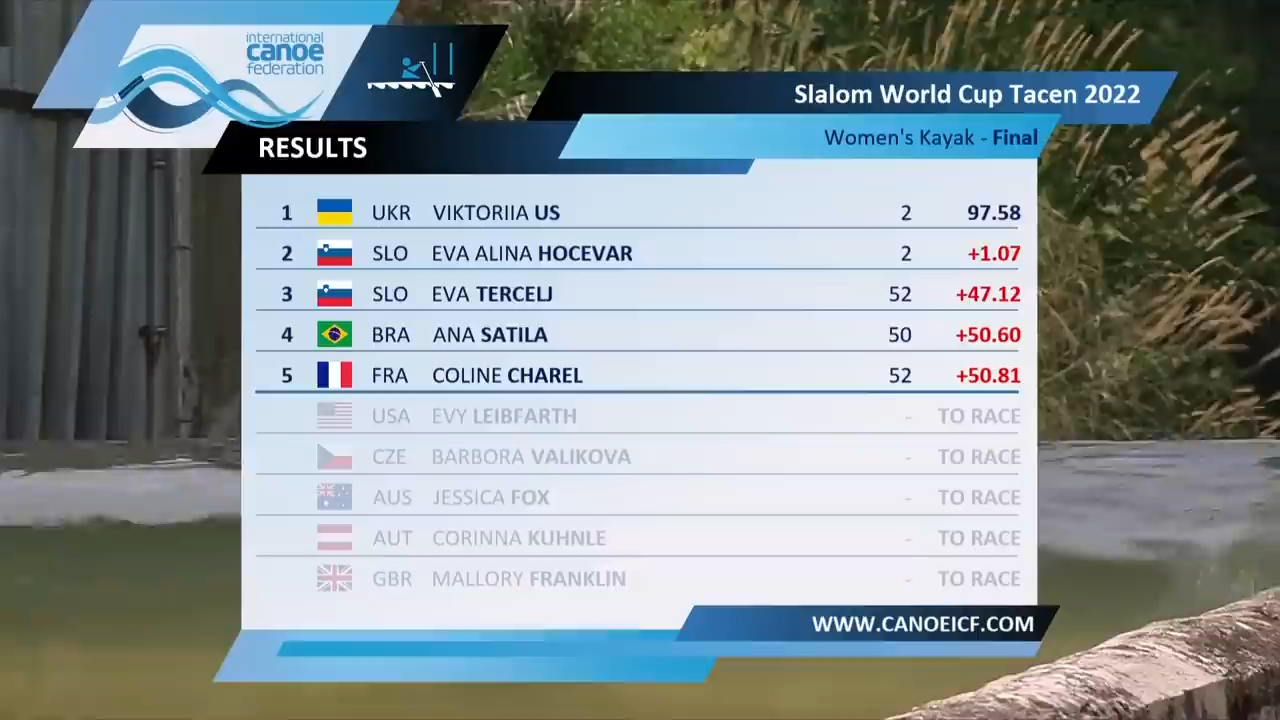 international
canoe
federation
Slalom World Cup Tacen 2022
Women's Kayak - Final
RESULTS
1 UKR VIKTORIIA US 2 97.58
2 SLO EVA ALINA HOCEVAR 2 +1.07
3 SLO EVA TERCELJ 52 +47.12
4 BRA ANA SATILA 50 +50.60
5 FRA COLINE CHAREL 52 +50.81
USA EVY LEIBFARTH - TO RACE
CZE BARBORA VALIKOVA - TO RACE
AUS JESSICA FOX - TO RACE
AUT CORINNA KUHNLE - TO RACE
GBR MALLORY FRANKLIN - TO RACE
WWW.CANOEICF.COM